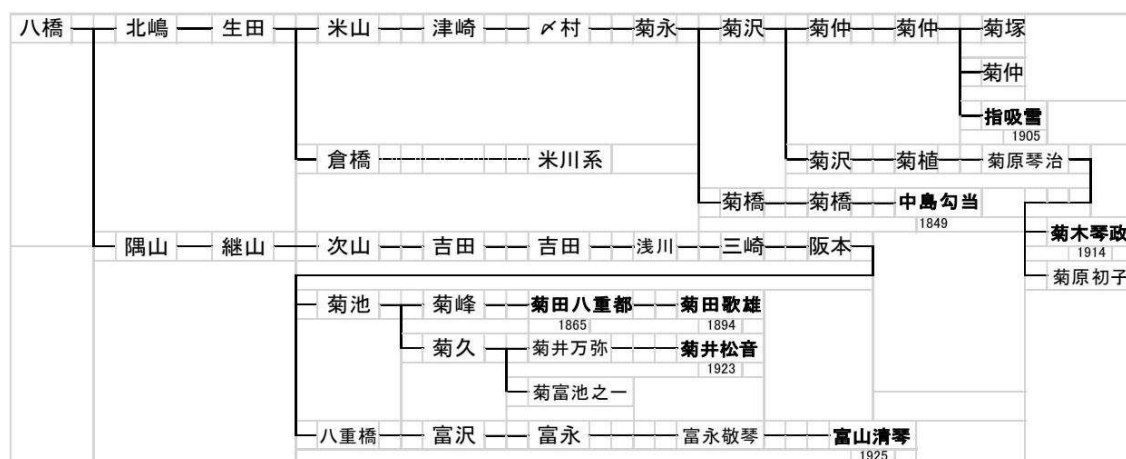 八橋 北嶋 生田 米山 津崎 〆村 菊永 菊沢 菊仲 菊仲 菊塚
菊仲
指吸雪
1905
倉橋 米川系 菊沢 菊植 菊原琴治
菊橋 菊橋 中島勾当
1849
菊木琴政
隅山 継山 次山 吉田 吉田 浅川 三崎 阪本
1914
菊原初子
菊池 菊峰 菊田八重都 菊田歌雄
1865 1894
菊久 菊井万弥 菊井松音
1923
菊富池之一
八重橋 富沢 富永 富永敬琴 富山清琴
1925